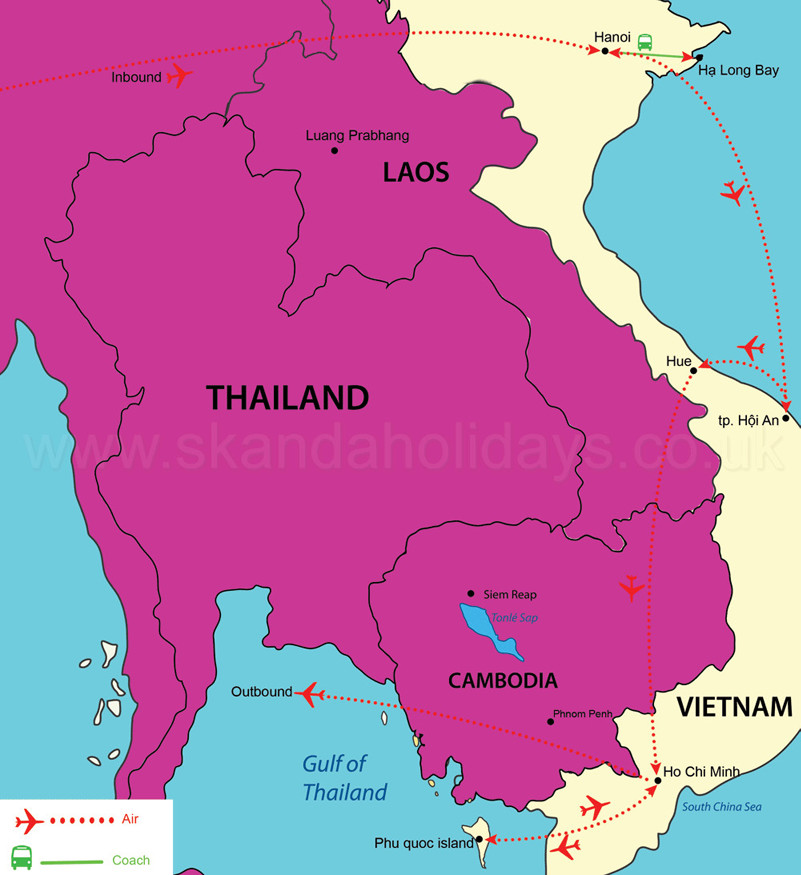 Hanoi
Inbound
Hạ Long Bay
Luang Prabhang
LAOS
Hue
THAILAND
tp. Hội An
www.skandaholidays.co.uk
Siem Reap
Tonlé Sap
CAMBODIA
Outbound
VIETNAM
Phnom Penh
Gulf of
Thailand
Ho Chi Minh
South China Sea
Air
Phu quoc island
Coach